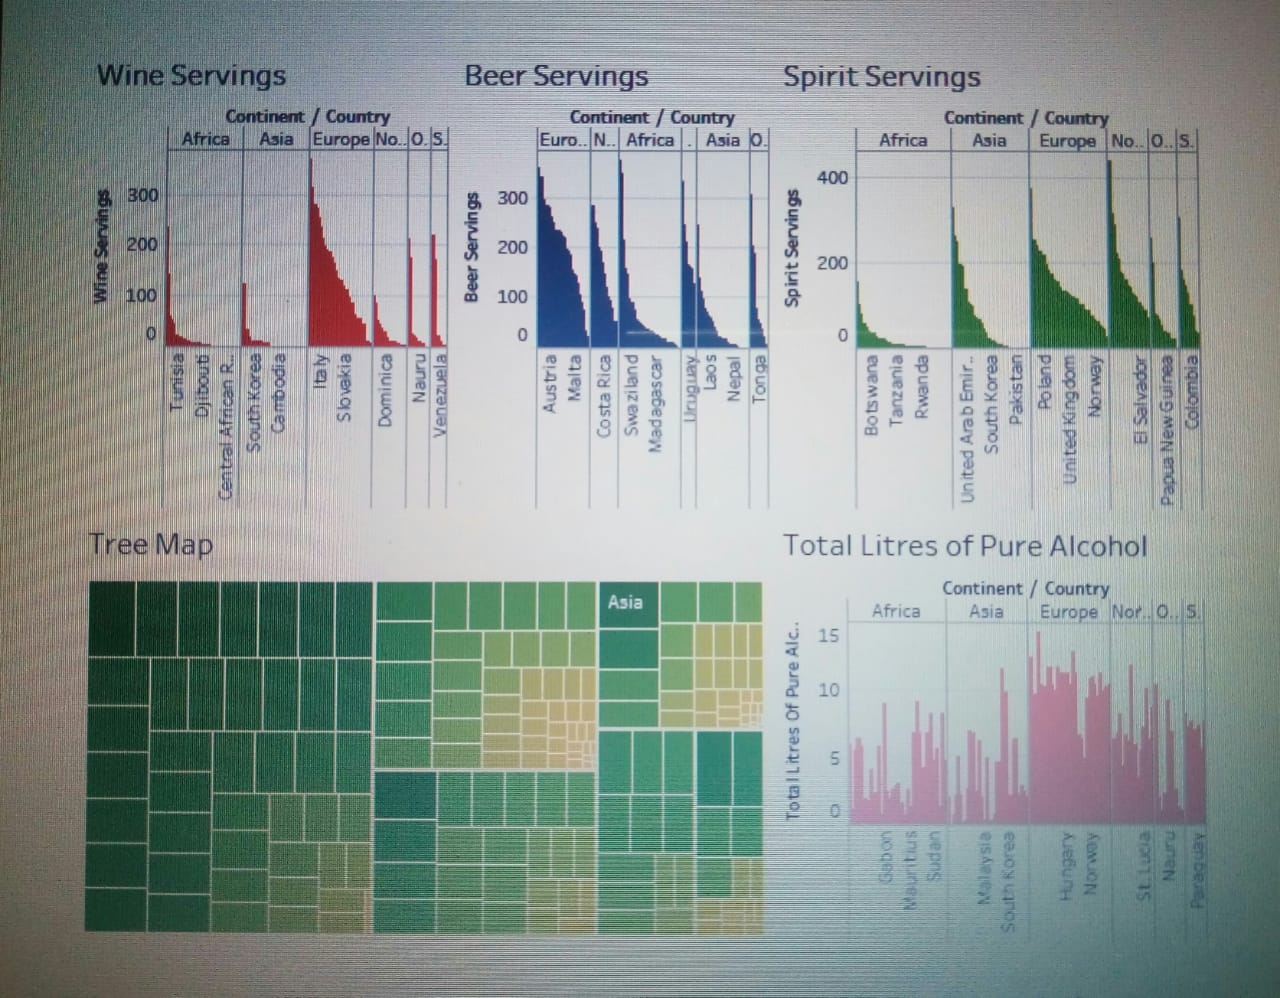 Wine Servings
Continent / Country
Africa Asia Europe No.. O. S.
Wine Servings
300
200
100
0
Tunisia
Djibouti
Central African R...
South Korea
Cambodia
Italy
Slovakia
Dominica
Nauru
Venezuela
Beer Servings
Continent / Country
Euro.. N.. Africa . Asia O.
Beer Servings
300
200
100
0
Austria
Malta
Costa Rica
Swaziland
Madagascar
Uruguay
Laos
Nepal
Tonga
Spirit Servings
Continent / Country
Africa Asia Europe No.. O.. S.
Spirit Servings
400
200
0
Botswana
Tanzania
Rwanda
United Arab Emir..
South Korea
Pakistan
Poland
United Kingdom
Norway
El Salvador
Papua New Guinea
Colombia
Tree Map
Asia
Total Litres of Pure Alcohol
Continent / Country
Africa Asia Europe Nor.. O.. S.
Total Litres Of Pure Alc..
15
10
5
0
Gabon
Mauritius
Sudan
Malaysia
South Korea
Hungary
Norway
St. Lucia
Nauru
Paraguay